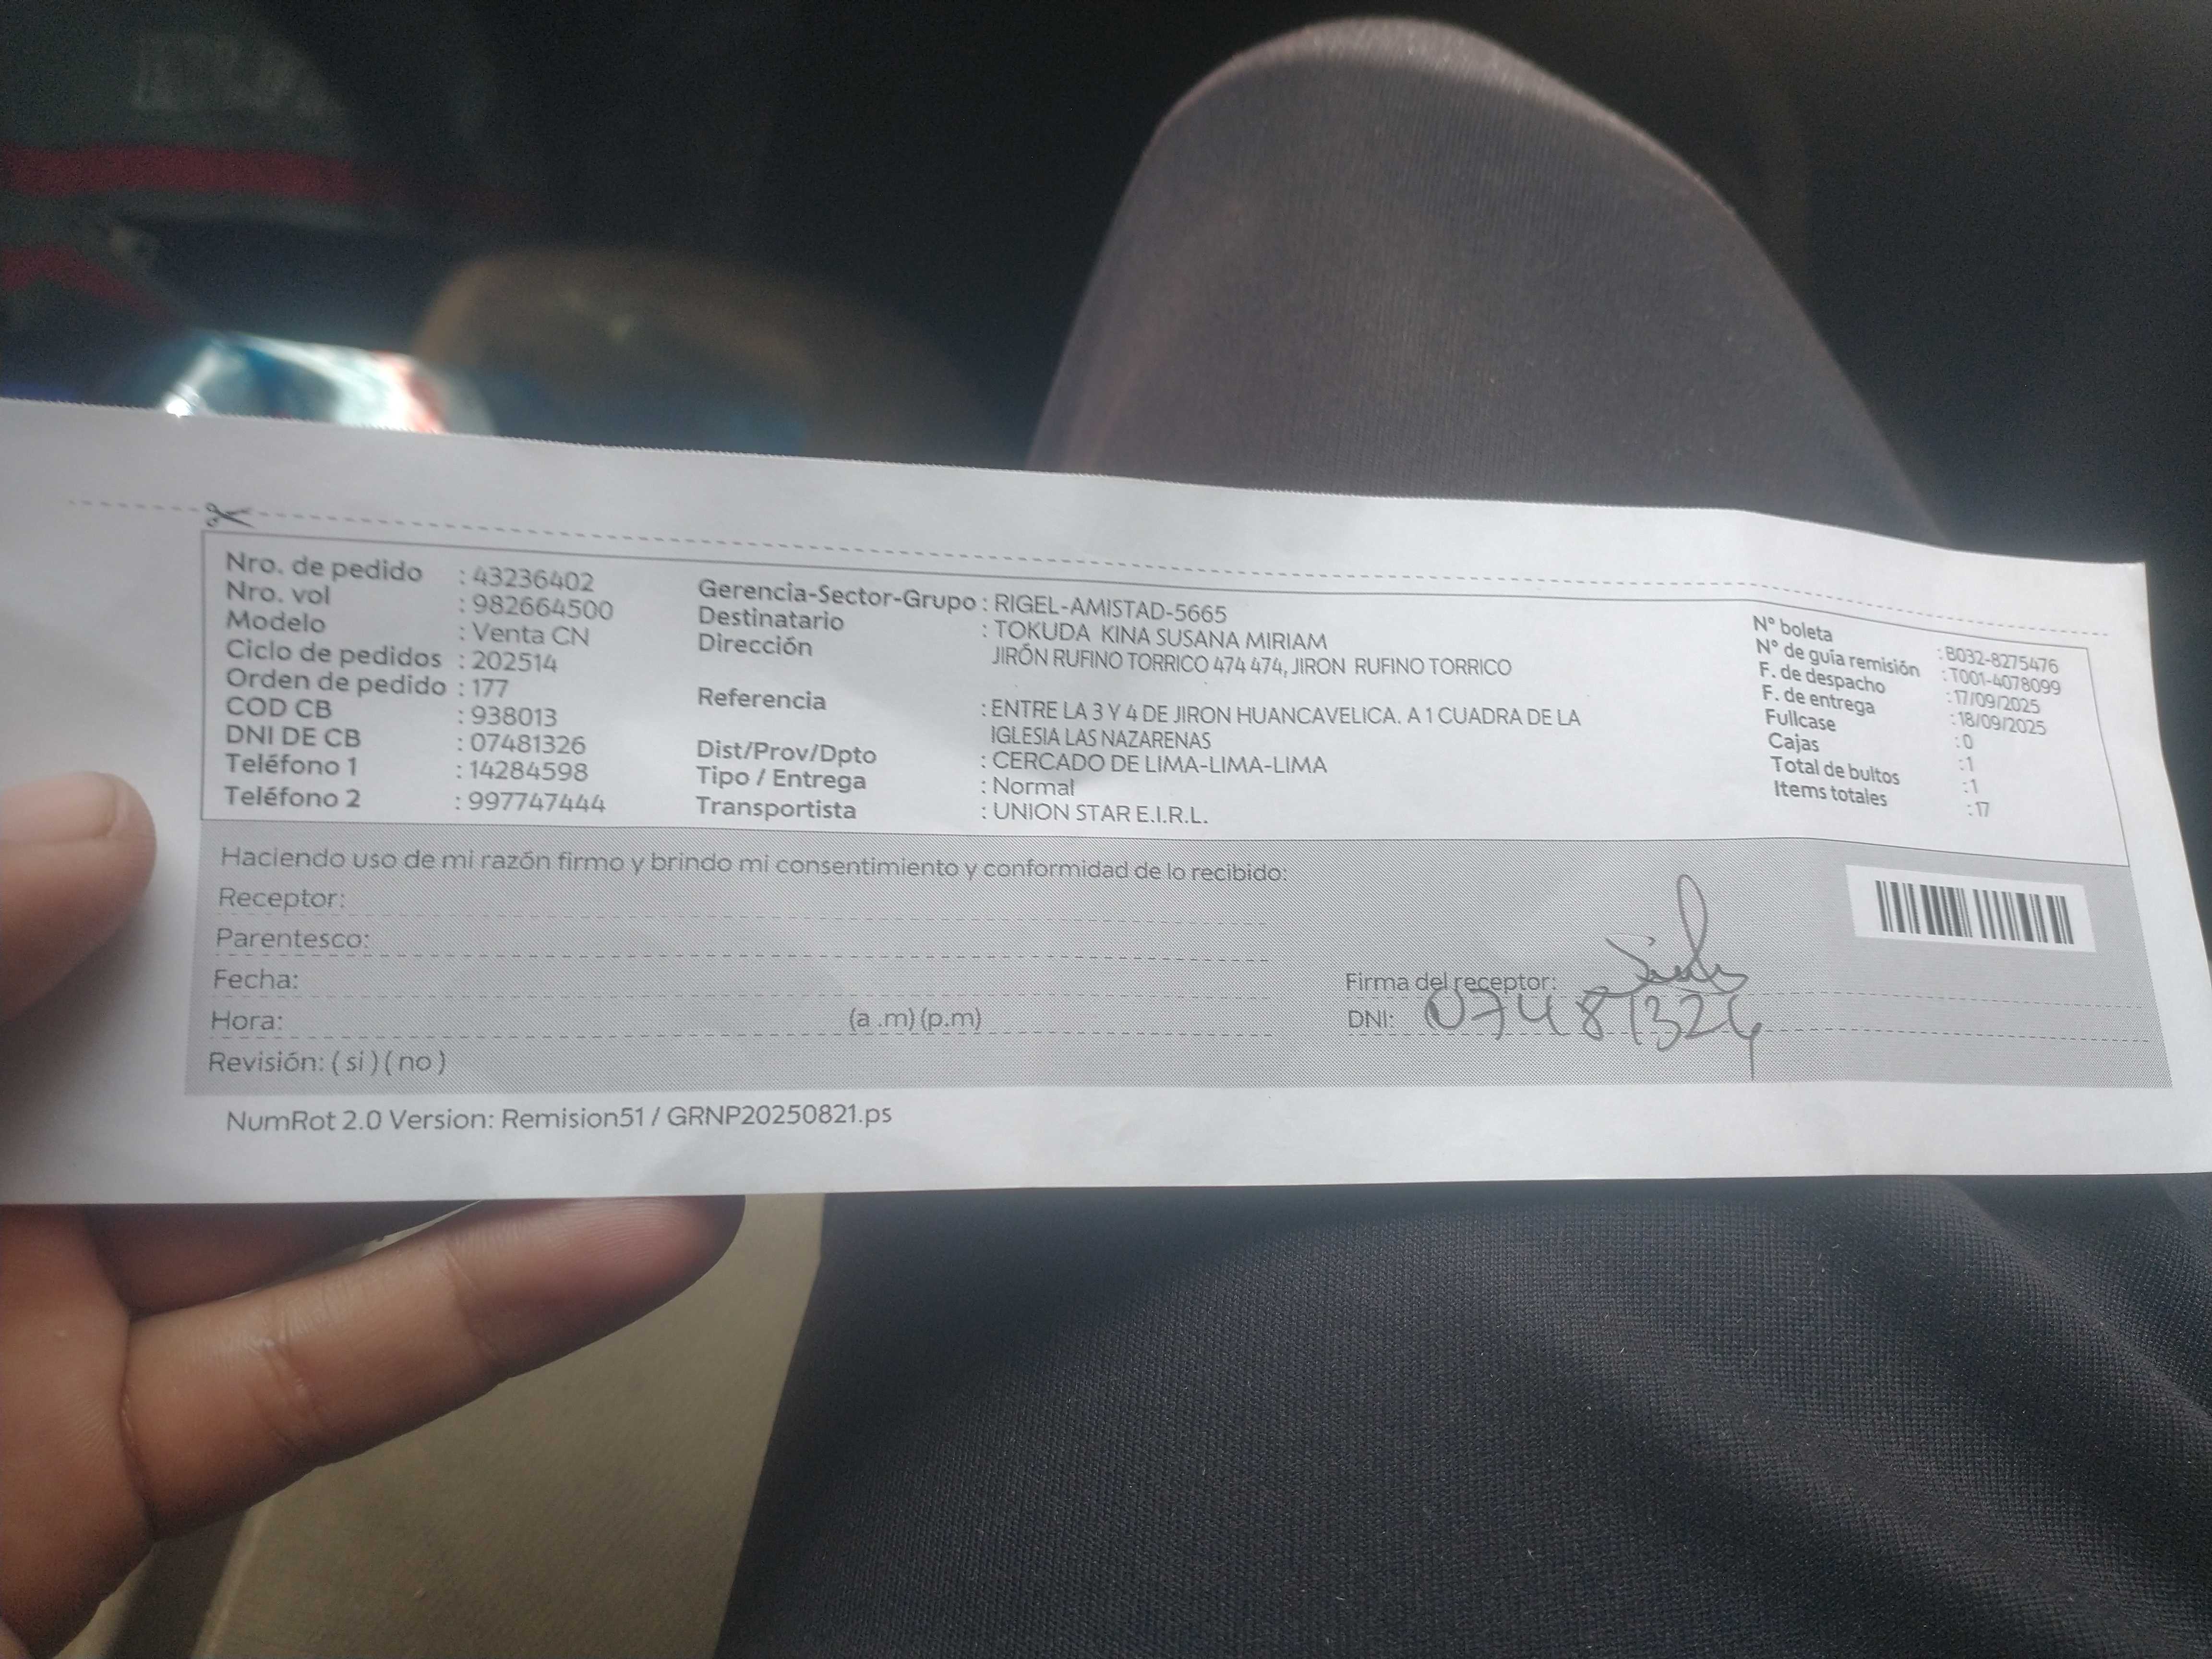 Nro. de pedido : 43236402
Nro. vol : 982664500
Modelo : Venta CN
Ciclo de pedidos : 202514
Orden de pedido : 177
COD CB : 938013
DNI DE CB : 07481326
Teléfono 1 : 14284598
Teléfono 2 : 997747444
Gerencia-Sector-Grupo : RIGEL-AMISTAD-5665
Destinatario : TOKUDA KINA SUSANA MIRIAM
Dirección JIRÓN RUFINO TORRICO 474 474, JIRON RUFINO TORRICO
Referencia : ENTRE LA 3 Y 4 DE JIRON HUANCAVELICA. A 1 CUADRA DE LA
IGLESIA LAS NAZARENAS
Dist/Prov/Dpto : CERCADO DE LIMA-LIMA-LIMA
Tipo / Entrega : Normal
Transportista : UNION STAR E.I.R.L.
N° boleta : B032-8275476
N° de guía remisión : T001-4078099
F. de despacho : 17/09/2025
F. de entrega : 18/09/2025
Fullcase : 0
Cajas : 1
Total de bultos : 1
Items totales : 17
Haciendo uso de mi razón firmo y brindo mi consentimiento y conformidad de lo recibido:
Receptor:
Parentesco:
Fecha:
Hora: (a .m) (p.m)
Revisión: ( si ) ( no )
Firma del receptor:
DNI: 07481326
NumRot 2.0 Version: Remision51 / GRNP20250821.ps